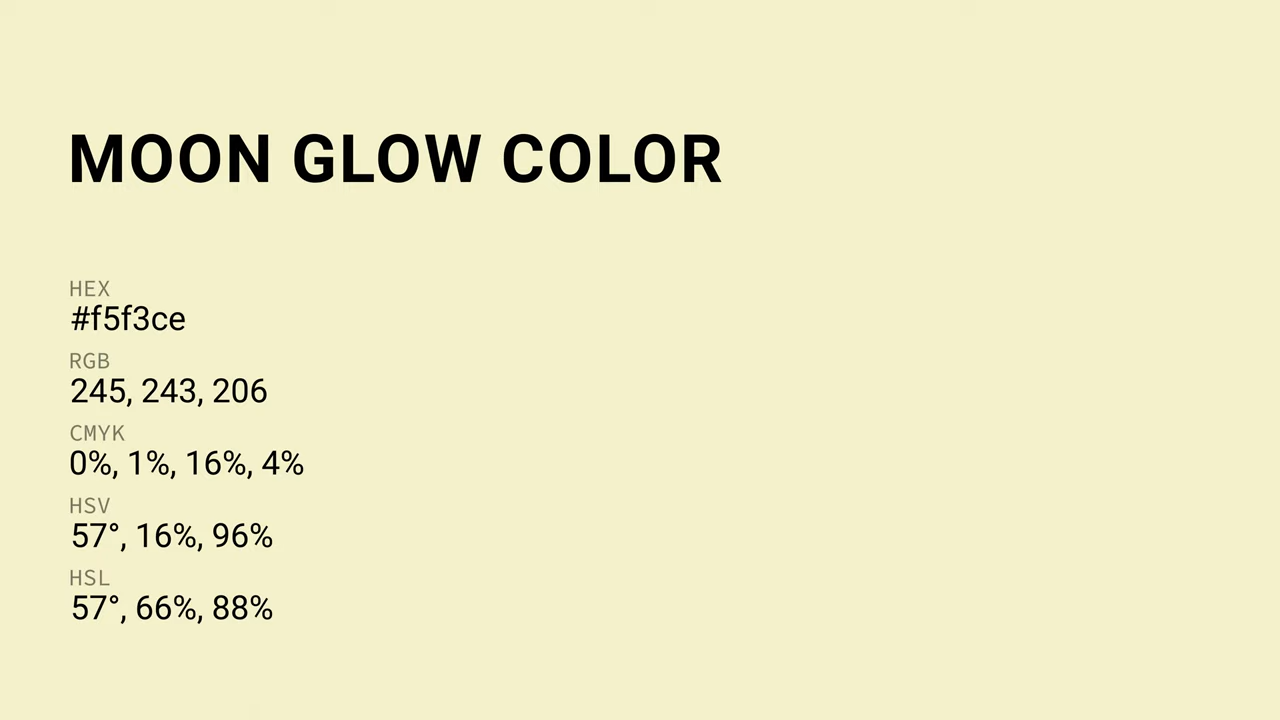 MOON GLOW COLOR
HEX
#f5f3ce
RGB
245, 243, 206
CMYK
0%, 1%, 16%, 4%
HSV
57°, 16%, 96%
HSL
57°, 66%, 88%